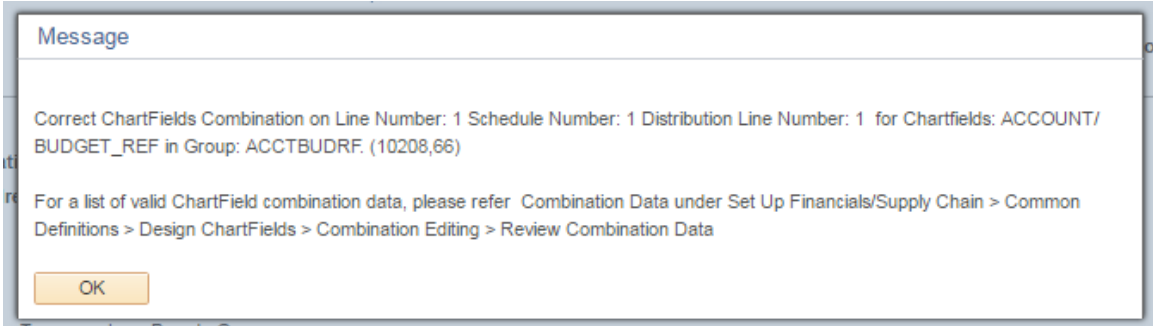 Message
Correct ChartFields Combination on Line Number: 1 Schedule Number: 1 Distribution Line Number: 1 for Chartfields: ACCOUNT/
BUDGET_REF in Group: ACCTBUDRF. (10208,66)
For a list of valid ChartField combination data, please refer Combination Data under Set Up Financials/Supply Chain > Common
Definitions > Design ChartFields > Combination Editing > Review Combination Data
OK